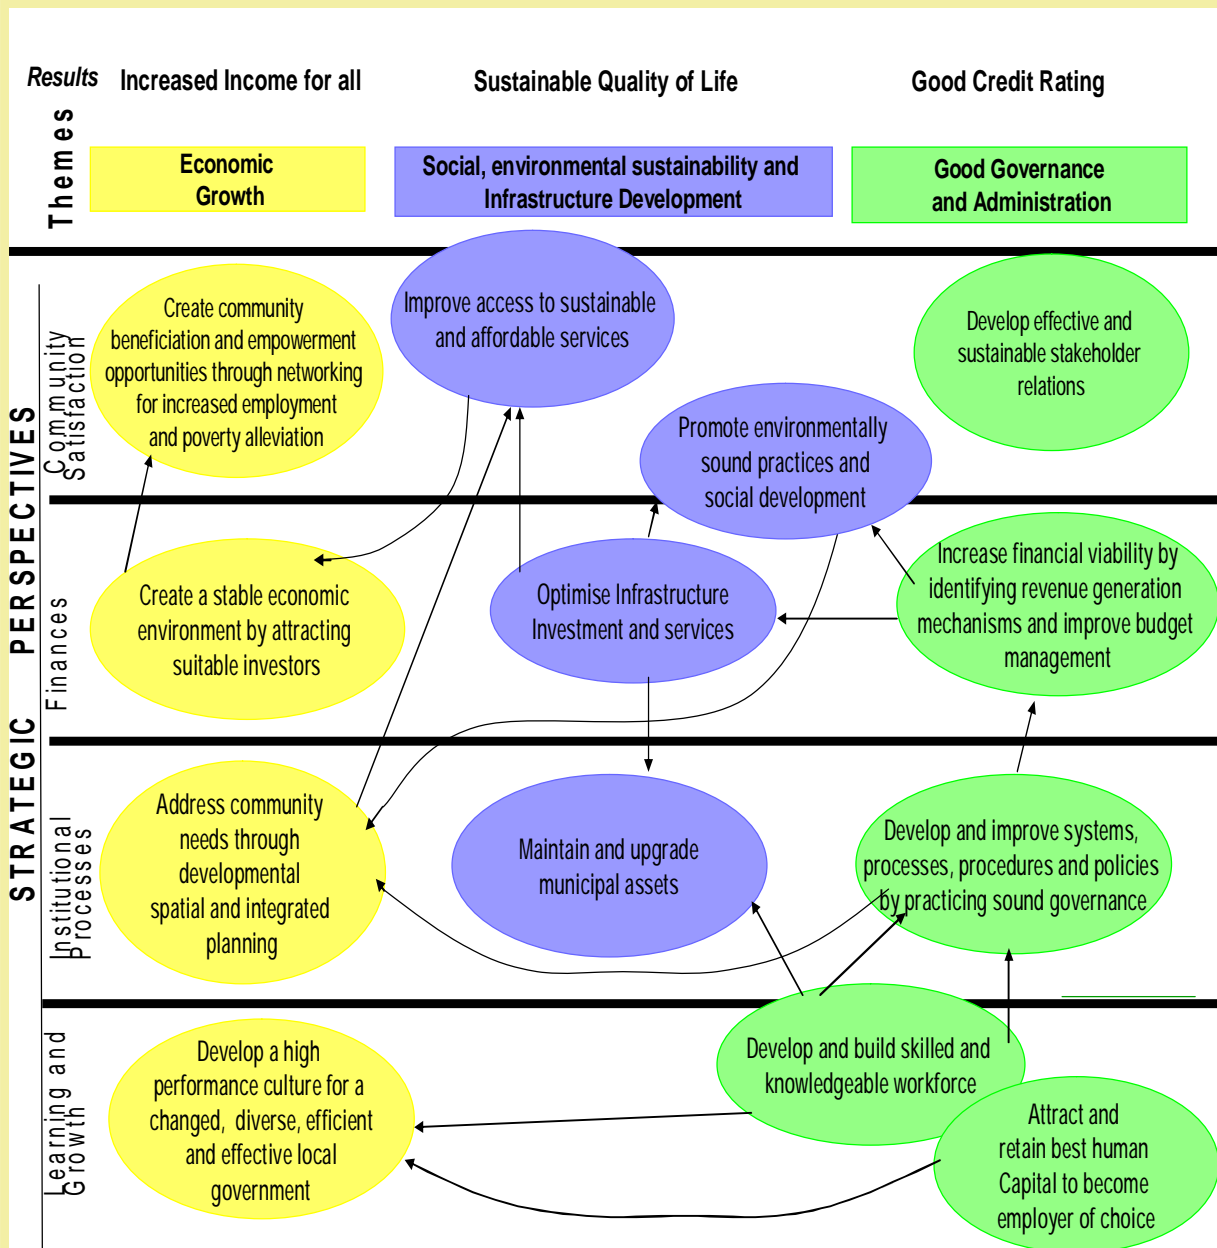 Results
Increased Income for all
Sustainable Quality of Life
Good Credit Rating
Themes
Economic
Growth
Social, environmental sustainability and
Infrastructure Development
Good Governance
and Administration
STRATEGIC PERSPECTIVES
Community
Satisfaction
Create community
beneficiation and empowerment
opportunities through networking
for increased employment
and poverty alleviation
Improve access to sustainable
and affordable services
Promote environmentally
sound practices and
social development
Develop effective and
sustainable stakeholder
relations
Finances
Create a stable economic
environment by attracting
suitable investors
Optimise Infrastructure
Investment and services
Increase financial viability by
identifying revenue generation
mechanisms and improve budget
management
Institutional
Processes
Address community
needs through
developmental
spatial and integrated
planning
Maintain and upgrade
municipal assets
Develop and improve systems,
processes, procedures and policies
by practicing sound governance
Learning and
Growth
Develop a high
performance culture for a
changed, diverse, efficient
and effective local
government
Develop and build skilled and
knowledgeable workforce
Attract and
retain best human
Capital to become
employer of choice